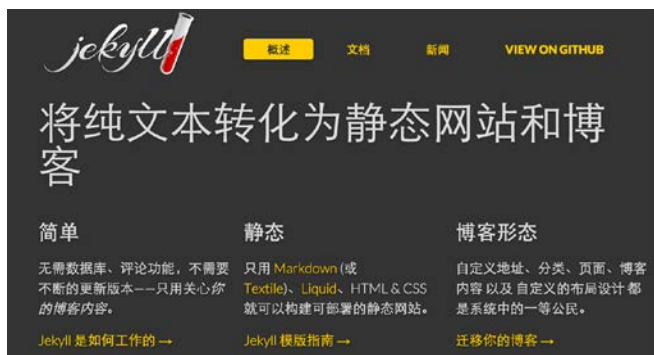 jekyll
概述 文档 新闻 VIEW ON GITHUB
将纯文本转化为静态网站和博
客
简单
无需数据库、评论功能，不需要
不断的更新版本——只用关心你
的博客内容。
Jekyll 是如何工作的 →
静态
只用 Markdown (或
Textile)、Liquid、HTML & CSS
就可以构建可部署的静态网站。
Jekyll 模版指南 →
博客形态
自定义地址、分类、页面、博客
内容 以及 自定义的布局设计 都
是系统中的一等公民。
迁移你的博客 →